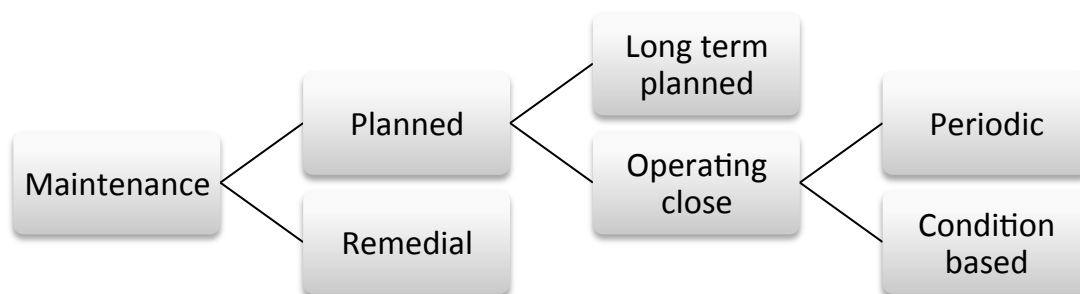 Maintenance
Planned
Remedial
Long term
planned
Operating
close
Periodic
Condition
based